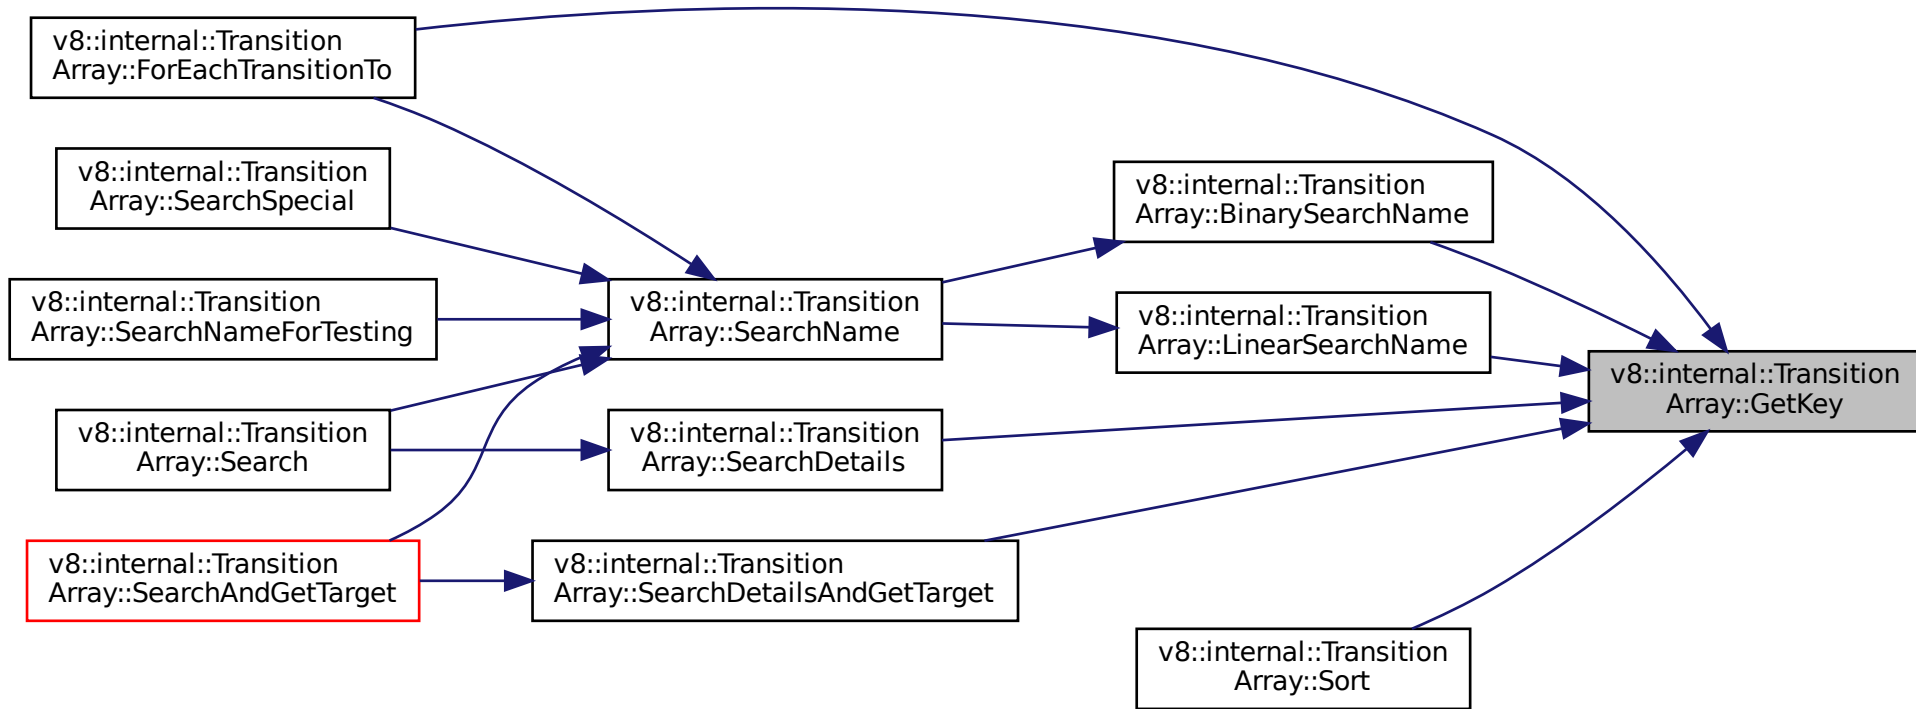 v8::internal::Transition
Array::ForEachTransitionTo
v8::internal::Transition
Array::SearchSpecial
v8::internal::Transition
Array::SearchNameForTesting
v8::internal::Transition
Array::Search
v8::internal::Transition
Array::SearchAndGetTarget
v8::internal::Transition
Array::SearchName
v8::internal::Transition
Array::SearchDetails
v8::internal::Transition
Array::SearchDetailsAndGetTarget
v8::internal::Transition
Array::BinarySearchName
v8::internal::Transition
Array::LinearSearchName
v8::internal::Transition
Array::Sort
v8::internal::Transition
Array::GetKey